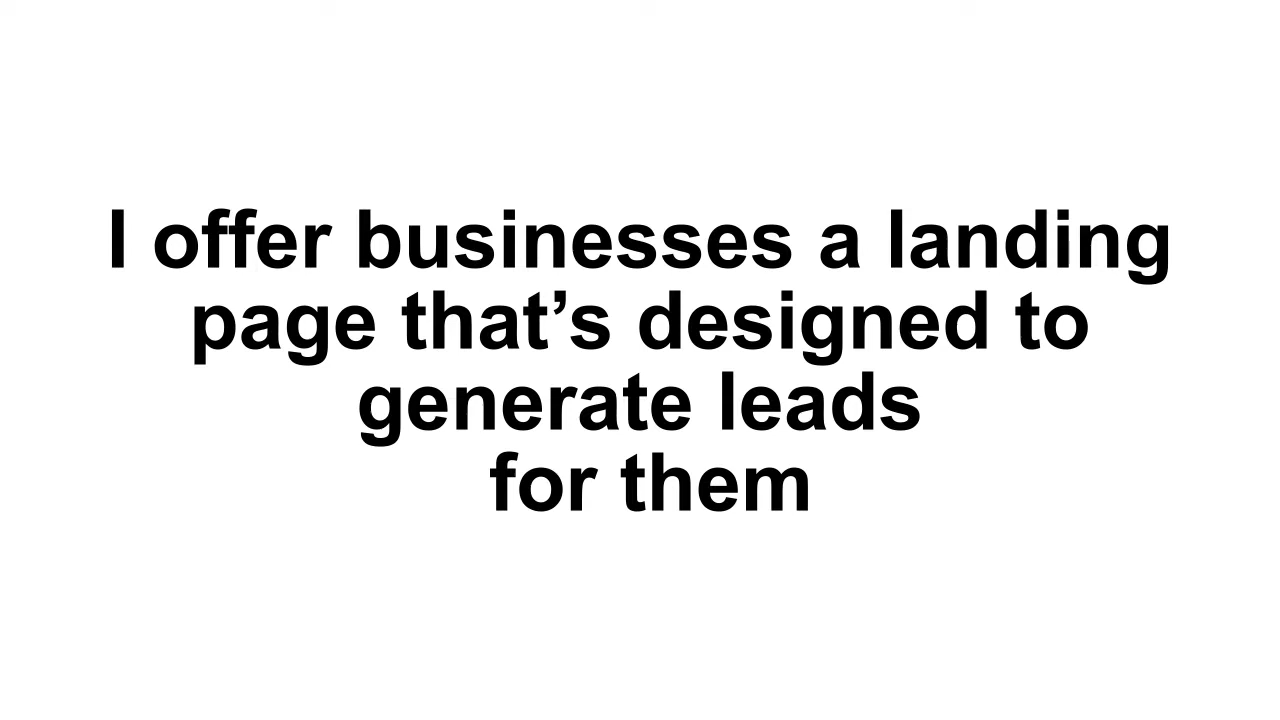 I offer businesses a landing
page that’s designed to
generate leads
for them